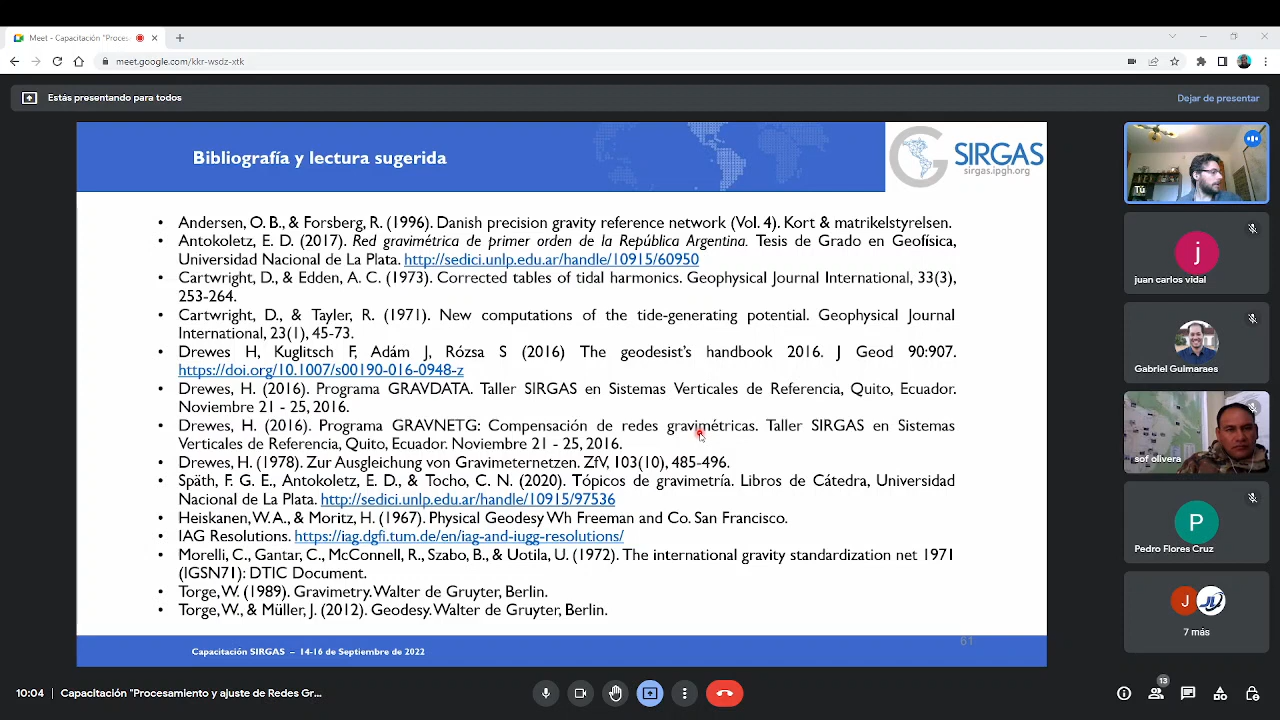 Meet - Capacitación "Proces
meet.google.com/kkr-wsdz-xtk
Estás presentando para todos
Dejar de presentar
Bibliografía y lectura sugerida
SIRGAS
sirgas.ipgh.org
• Andersen, O. B., & Forsberg, R. (1996). Danish precision gravity reference network (Vol. 4). Kort & matrikelstyrelsen.
• Antokoletz, E. D. (2017). Red gravimétrica de primer orden de la República Argentina. Tesis de Grado en Geofísica,
Universidad Nacional de La Plata. http://sedici.unlp.edu.ar/handle/10915/60950
• Cartwright, D., & Edden, A. C. (1973). Corrected tables of tidal harmonics. Geophysical Journal International, 33(3),
253-264.
• Cartwright, D., & Tayler, R. (1971). New computations of the tide-generating potential. Geophysical Journal
International, 23(1), 45-73.
• Drewes H, Kuglitsch F, Adám J, Rózsa S (2016) The geodesist's handbook 2016. J Geod 90:907.
https://doi.org/10.1007/s00190-016-0948-z
• Drewes, H. (2016). Programa GRAVDATA. Taller SIRGAS en Sistemas Verticales de Referencia, Quito, Ecuador.
Noviembre 21 - 25, 2016.
• Drewes, H. (2016). Programa GRAVNETG: Compensación de redes gravimétricas. Taller SIRGAS en Sistemas
Verticales de Referencia, Quito, Ecuador. Noviembre 21 - 25, 2016.
• Drewes, H. (1978). Zur Ausgleichung von Gravimeternetzen. ZfV, 103(10), 485-496.
• Späth, F. G. E., Antokoletz, E. D., & Tocho, C. N. (2020). Tópicos de gravimetría. Libros de Cátedra, Universidad
Nacional de La Plata. http://sedici.unlp.edu.ar/handle/10915/97536
• Heiskanen, W. A., & Moritz, H. (1967). Physical Geodesy Wh Freeman and Co. San Francisco.
• IAG Resolutions. https://iag.dgfi.tum.de/en/iag-and-iugg-resolutions/
• Morelli, C., Gantar, C., McConnell, R., Szabo, B., & Uotila, U. (1972). The international gravity standardization net 1971
(IGSN71): DTIC Document.
• Torge, W. (1989). Gravimetry. Walter de Gruyter, Berlin.
• Torge, W., & Müller, J. (2012). Geodesy. Walter de Gruyter, Berlin.
61
Capacitación SIRGAS – 14-16 de Septiembre de 2022
Tú
j
juan carlos vidal
Gabriel Guimaraes
sof olivera
P
Pedro Flores Cruz
J
7 más
10:04
Capacitación "Procesamiento y ajuste de Redes Gr...
13